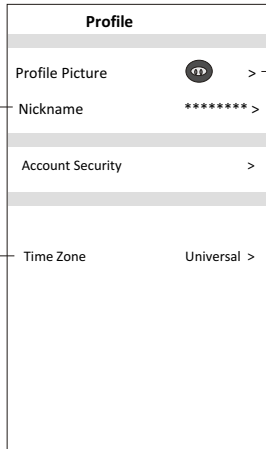 Profile
Profile Picture >
Nickname ******** >
Account Security >
Time Zone Universal >